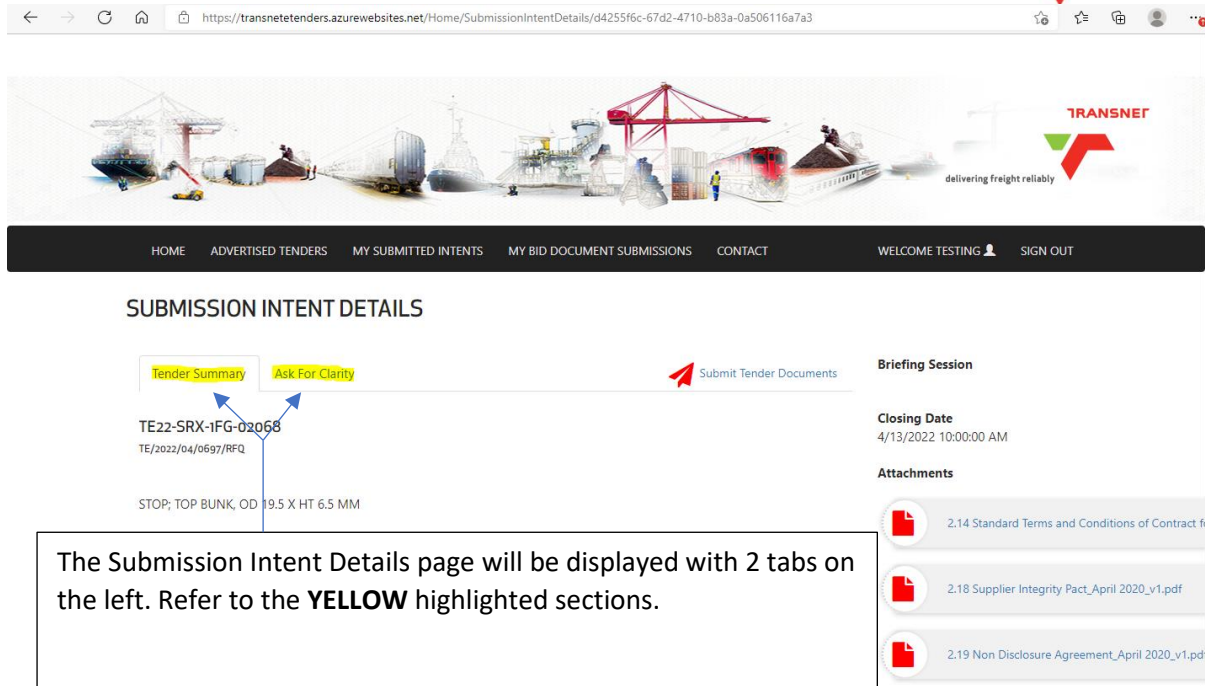 https://transnetetenders.azurewebsites.net/Home/SubmissionIntentDetails/d4255f6c-67d2-4710-b83a-0a506116a7a3
TRANSNET
delivering freight reliably
HOME ADVERTISED TENDERS MY SUBMITTED INTENTS MY BID DOCUMENT SUBMISSIONS CONTACT WELCOME TESTING SIGN OUT
SUBMISSION INTENT DETAILS
Tender Summary Ask For Clarity Submit Tender Documents
TE22-SRX-1FG-02068
TE/2022/04/0697/RFQ
STOP; TOP BUNK, OD 19.5 X HT 6.5 MM
The Submission Intent Details page will be displayed with 2 tabs on
the left. Refer to the YELLOW highlighted sections.
Briefing Session
Closing Date
4/13/2022 10:00:00 AM
Attachments
2.14 Standard Terms and Conditions of Contract
2.18 Supplier Integrity Pact_April 2020_v1.pdf
2.19 Non Disclosure Agreement_April 2020_v1.pd